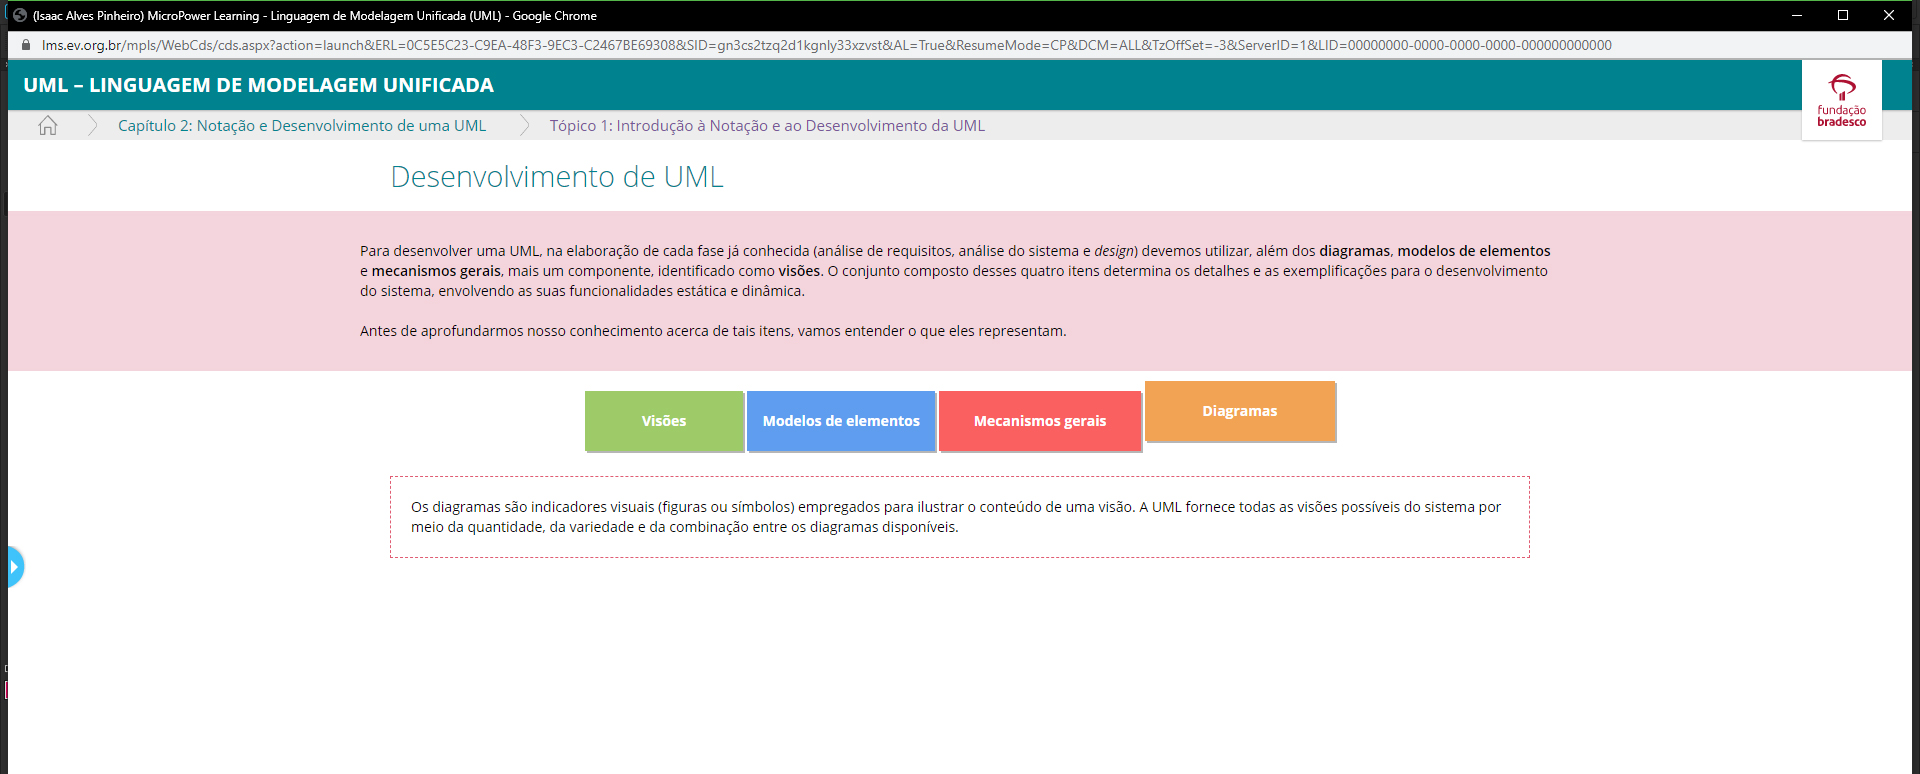 (Isaac Alves Pinheiro) MicroPower Learning - Linguagem de Modelagem Unificada (UML) - Google Chrome
lms.ev.org.br/mpls/WebCds/cds.aspx?action=launch&ERL=0C5E5C23-C9EA-48F3-9EC3-C2467BE69308&SID=gn3cs2tzq2d1kgnly33xzvst&AL=True&ResumeMode=CP&DCM=ALL&TzOffSet=-3&ServerID=1&LID=00000000-0000-0000-0000-000000000000
UML – LINGUAGEM DE MODELAGEM UNIFICADA
fundação
bradesco
Capítulo 2: Notação e Desenvolvimento de uma UML Tópico 1: Introdução à Notação e ao Desenvolvimento da UML
Desenvolvimento de UML
Para desenvolver uma UML, na elaboração de cada fase já conhecida (análise de requisitos, análise do sistema e design) devemos utilizar, além dos diagramas, modelos de elementos
e mecanismos gerais, mais um componente, identificado como visões. O conjunto composto desses quatro itens determina os detalhes e as exemplificações para o desenvolvimento
do sistema, envolvendo as suas funcionalidades estática e dinâmica.
Antes de aprofundarmos nosso conhecimento acerca de tais itens, vamos entender o que eles representam.
Visões Modelos de elementos Mecanismos gerais Diagramas
Os diagramas são indicadores visuais (figuras ou símbolos) empregados para ilustrar o conteúdo de uma visão. A UML fornece todas as visões possíveis do sistema por
meio da quantidade, da variedade e da combinação entre os diagramas disponíveis.